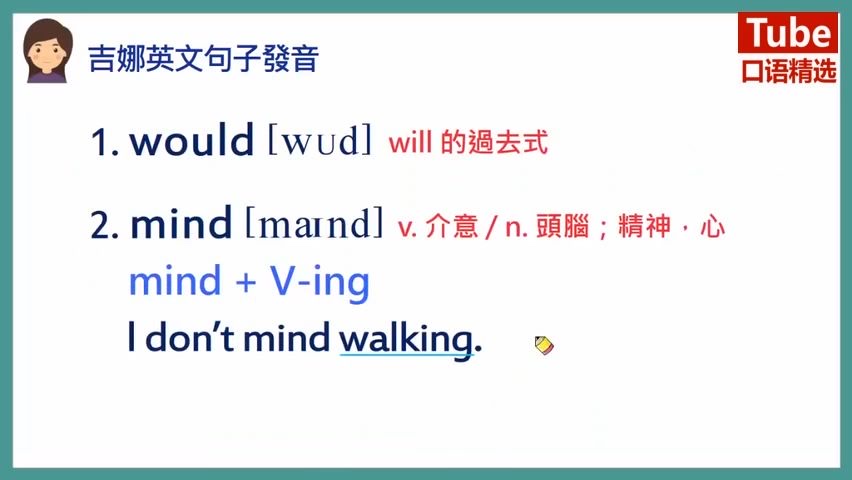 吉娜英文句子發音
Tube
口语精选
1. would [wʊd] will 的過去式
2. mind [maɪnd] v. 介意 / n. 頭腦；精神，心
mind + V-ing
I don't mind walking.